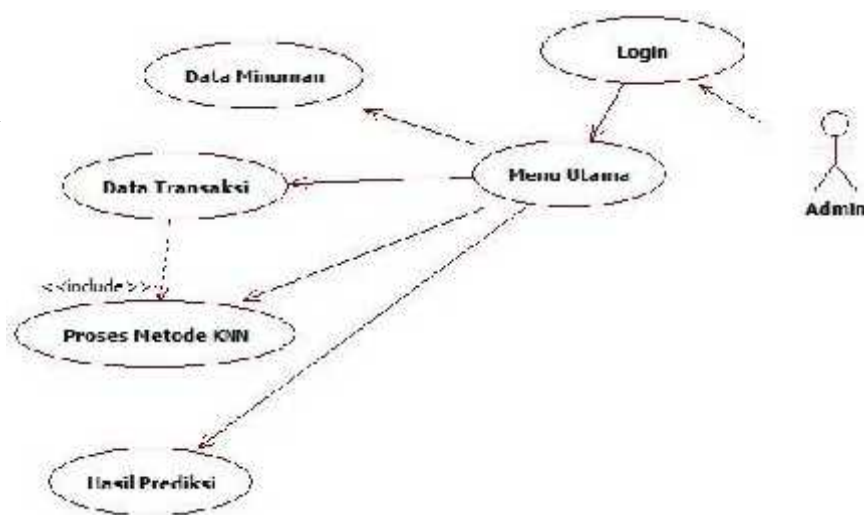 Login
Data Minuman
Menu Utama
Data Transaksi
Admin
<<include>>
Proses Metode KNN
Hasil Prediksi